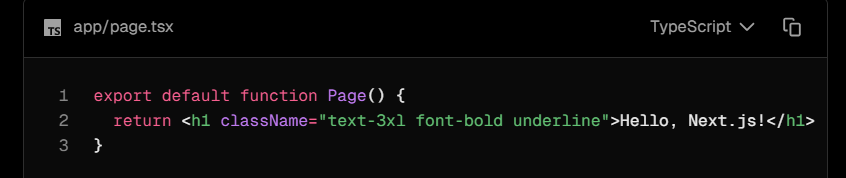 TS app/page.tsx TypeScript
1 export default function Page() {
2   return <h1 className="text-3xl font-bold underline">Hello, Next.js!</h1>
3 }